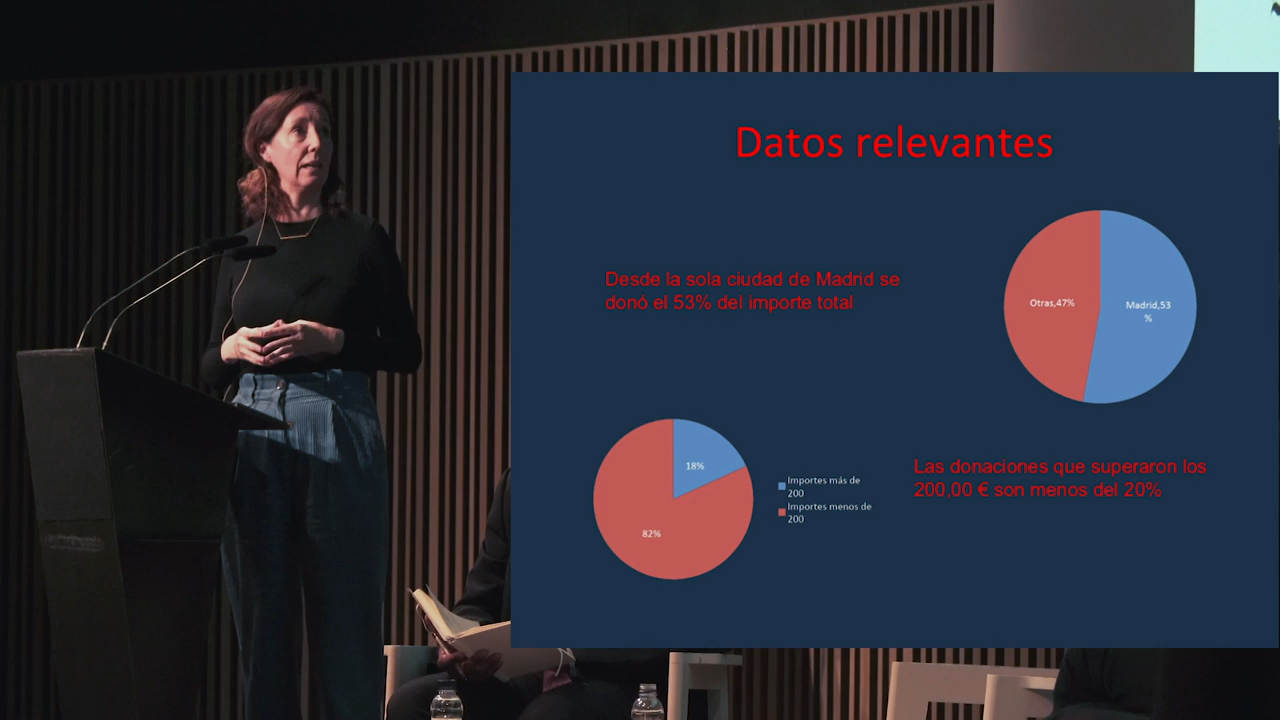 Datos relevantes
Desde la sola ciudad de Madrid se
donó el 53% del importe total
Otras,47%
Madrid,53
%
18%
82%
Importes más de
200
Importes menos de
200
Las donaciones que superaron los
200,00 € son menos del 20%